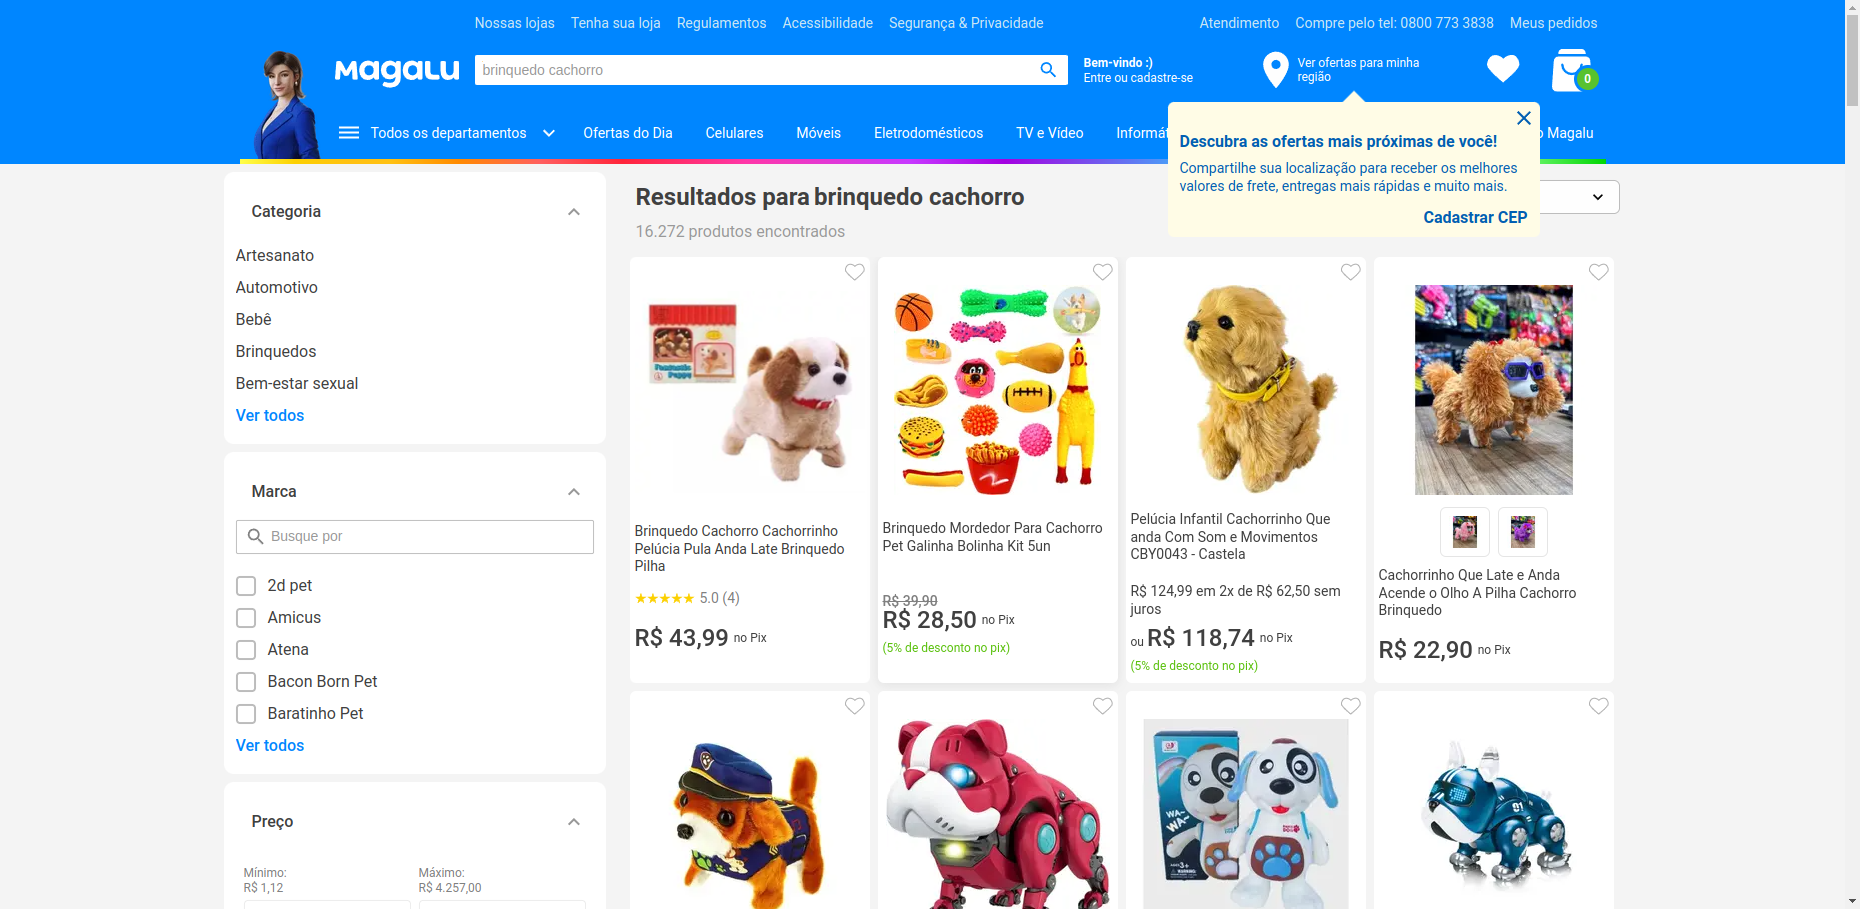 Nossas lojas
Tenha sua loja
Regulamentos
Acessibilidade
Segurança & Privacidade
Atendimento
Compre pelo tel: 0800 773 3838
Meus pedidos
Magalu
brinquedo cachorro
Bem-vindo :)
Entre ou cadastre-se
Ver ofertas para minha
região
0
Todos os departamentos
Ofertas do Dia
Celulares
Móveis
Eletrodomésticos
TV e Vídeo
Informát
o Magalu
Descubra as ofertas mais próximas de você!
Compartilhe sua localização para receber os melhores
valores de frete, entregas mais rápidas e muito mais.
Cadastrar CEP
Categoria
Artesanato
Automotivo
Bebê
Brinquedos
Bem-estar sexual
Ver todos
Marca
Busque por
2d pet
Amicus
Atena
Bacon Born Pet
Baratinho Pet
Ver todos
Preço
Mínimo:
R$ 1,12
Máximo:
R$ 4.257,00
Resultados para brinquedo cachorro
16.272 produtos encontrados
Brinquedo Cachorro Cachorrinho
Pelúcia Pula Anda Late Brinquedo
Pilha
5.0 (4)
R$ 43,99 no Pix
Brinquedo Mordedor Para Cachorro
Pet Galinha Bolinha Kit 5un
R$ 39,90
R$ 28,50 no Pix
(5% de desconto no pix)
Pelúcia Infantil Cachorrinho Que
anda Com Som e Movimentos
CBY0043 - Castela
R$ 124,99 em 2x de R$ 62,50 sem
juros
ou R$ 118,74 no Pix
(5% de desconto no pix)
Cachorrinho Que Late e Anda
Acende o Olho A Pilha Cachorro
Brinquedo
R$ 22,90 no Pix
WA-
WA~
01